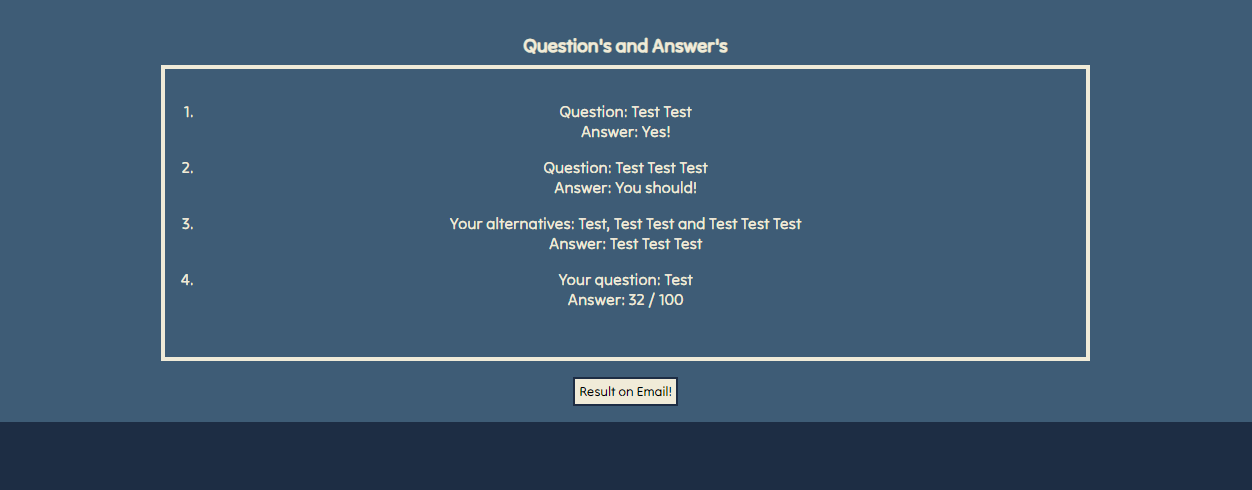 Question's and Answer's
1. Question: Test Test
Answer: Yes!
2. Question: Test Test Test
Answer: You should!
3. Your alternatives: Test, Test Test and Test Test Test
Answer: Test Test Test
4. Your question: Test
Answer: 32 / 100
Result on Email!